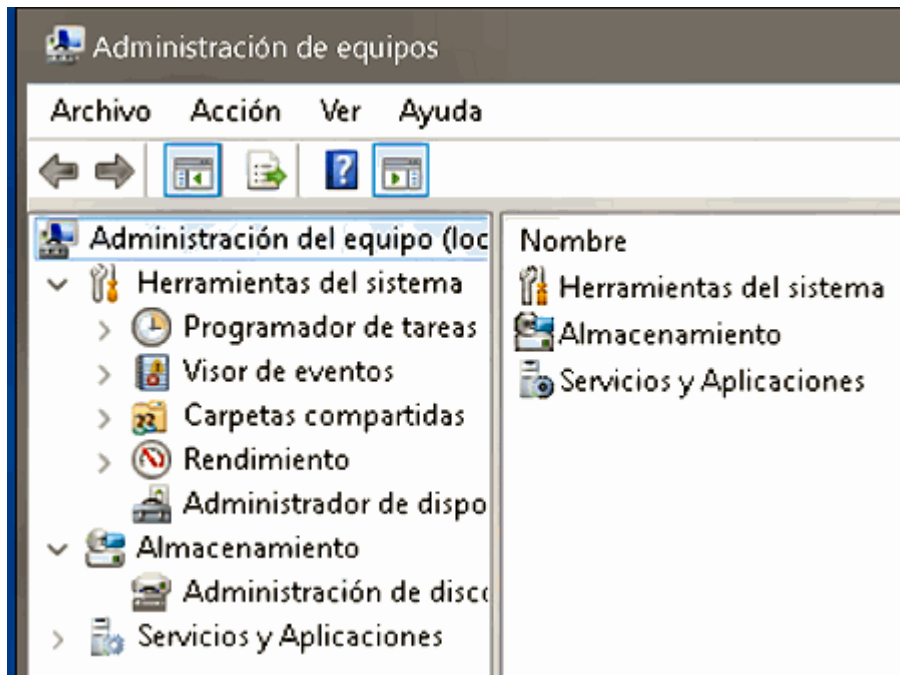 Administración de equipos
Archivo Acción Ver Ayuda
Administración del equipo (loc
Herramientas del sistema
Programador de tareas
Visor de eventos
Carpetas compartidas
Rendimiento
Administrador de dispo
Almacenamiento
Administración de disc
Servicios y Aplicaciones
Nombre
Herramientas del sistema
Almacenamiento
Servicios y Aplicaciones